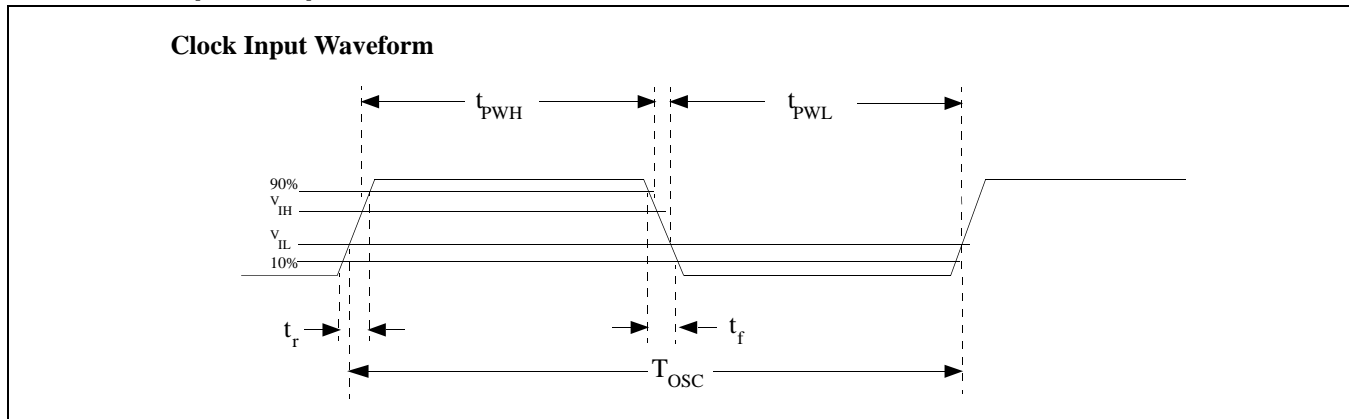 Clock Input Waveform
tPWH
tPWL
90%
VIH
VIL
10%
tr
tf
TOSC